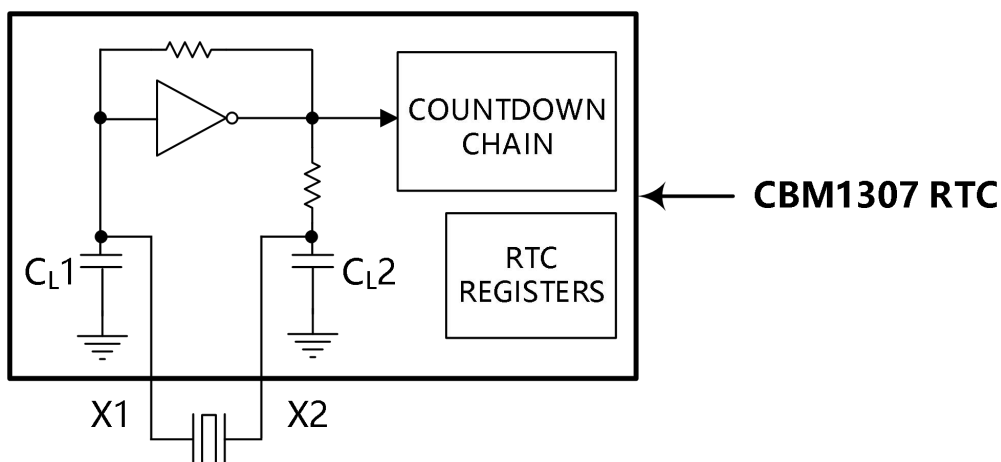 COUNTDOWN
CHAIN
CBM1307 RTC
RTC
REGISTERS
CL1
CL2
X1
X2